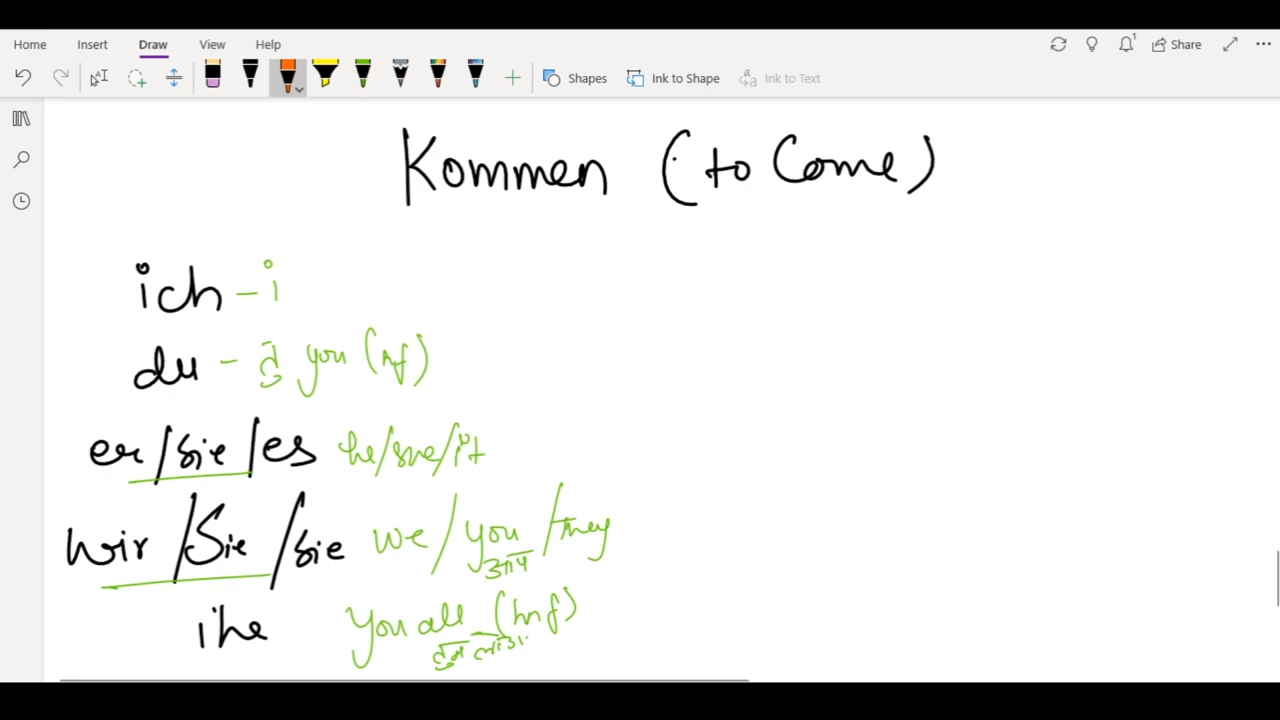 Home Insert Draw View Help
Share
Shapes Ink to Shape Ink to Text
Kommen (to Come)
ich - i
du - you (inf)
er/sie/es he/she/it
wir/Sie/sie we/you/they
आप
ihr you all (inf)